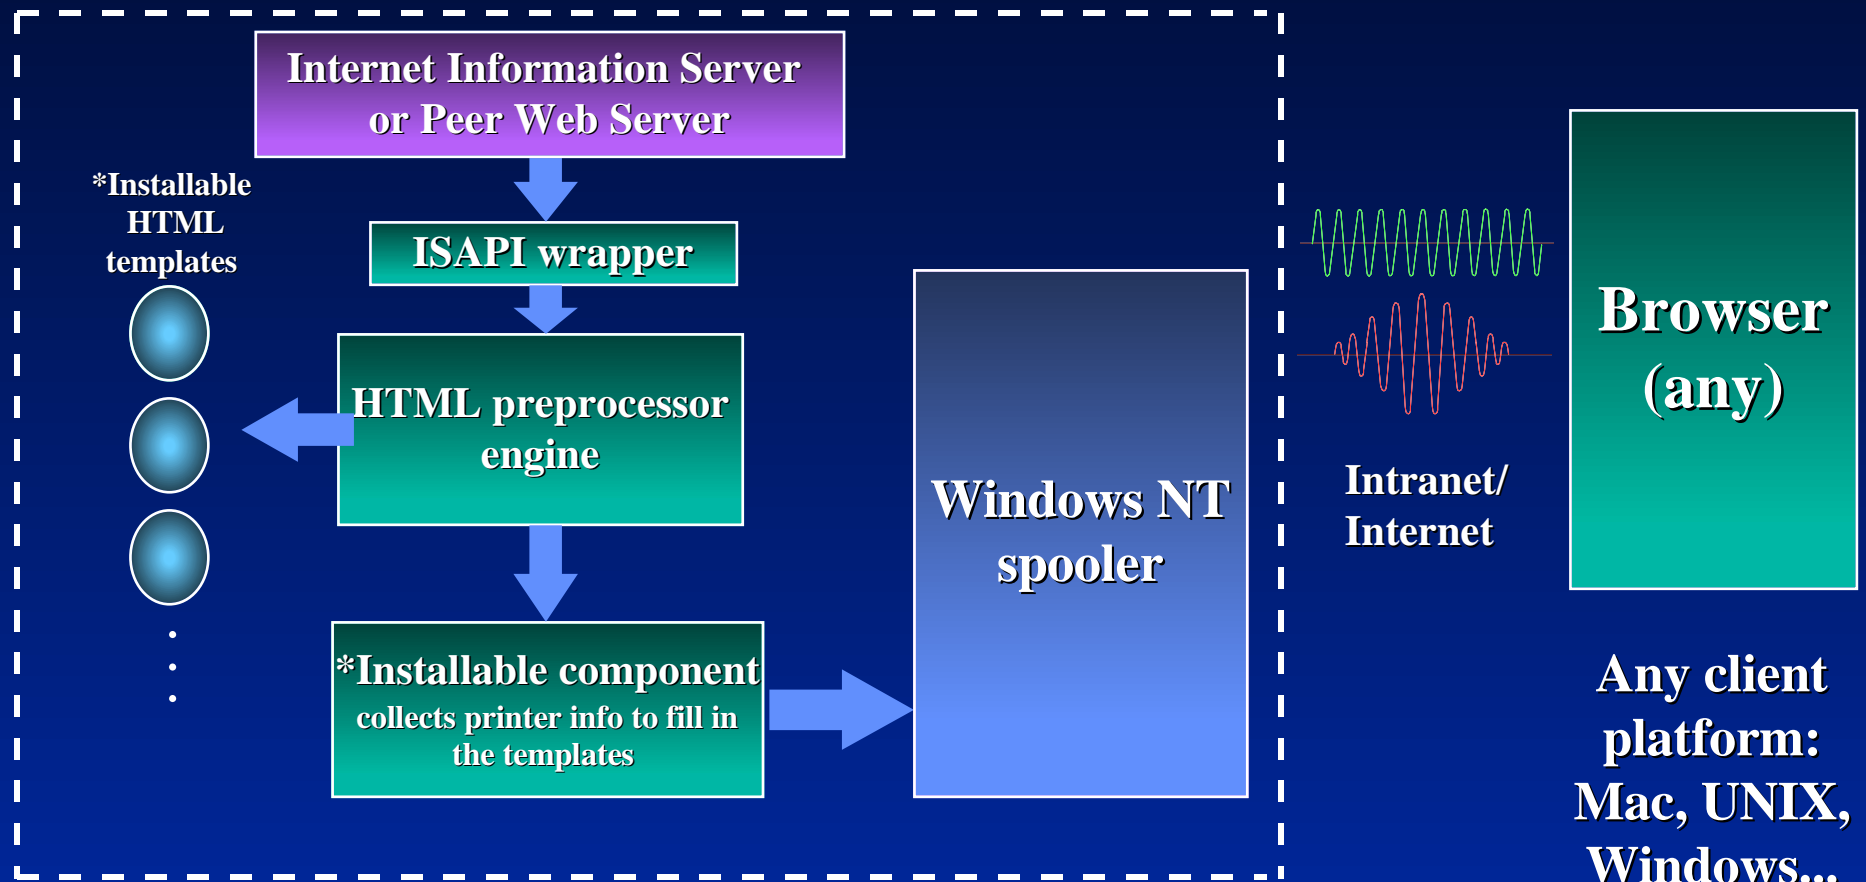 Internet Information Server
or Peer Web Server
*Installable
HTML
templates
ISAPI wrapper
HTML preprocessor
engine
*Installable component
collects printer info to fill in
the templates
Windows NT
spooler
Intranet/
Internet
Browser
(any)
Any client
platform:
Mac, UNIX,
Windows...